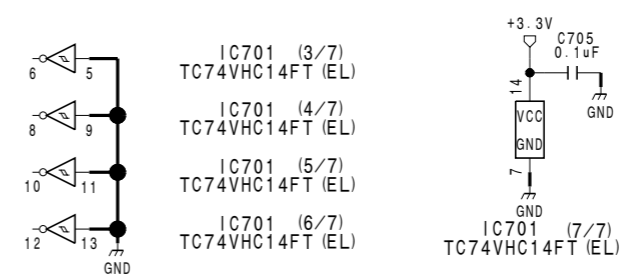 6 5
IC701 (3/7)
TC74VHC14FT(EL)
8 9
IC701 (4/7)
TC74VHC14FT(EL)
10 11
IC701 (5/7)
TC74VHC14FT(EL)
12 13
IC701 (6/7)
TC74VHC14FT(EL)
GND
+3.3V
C705
0.1uF
GND
14
VCC
GND
7
GND
IC701 (7/7)
TC74VHC14FT(EL)